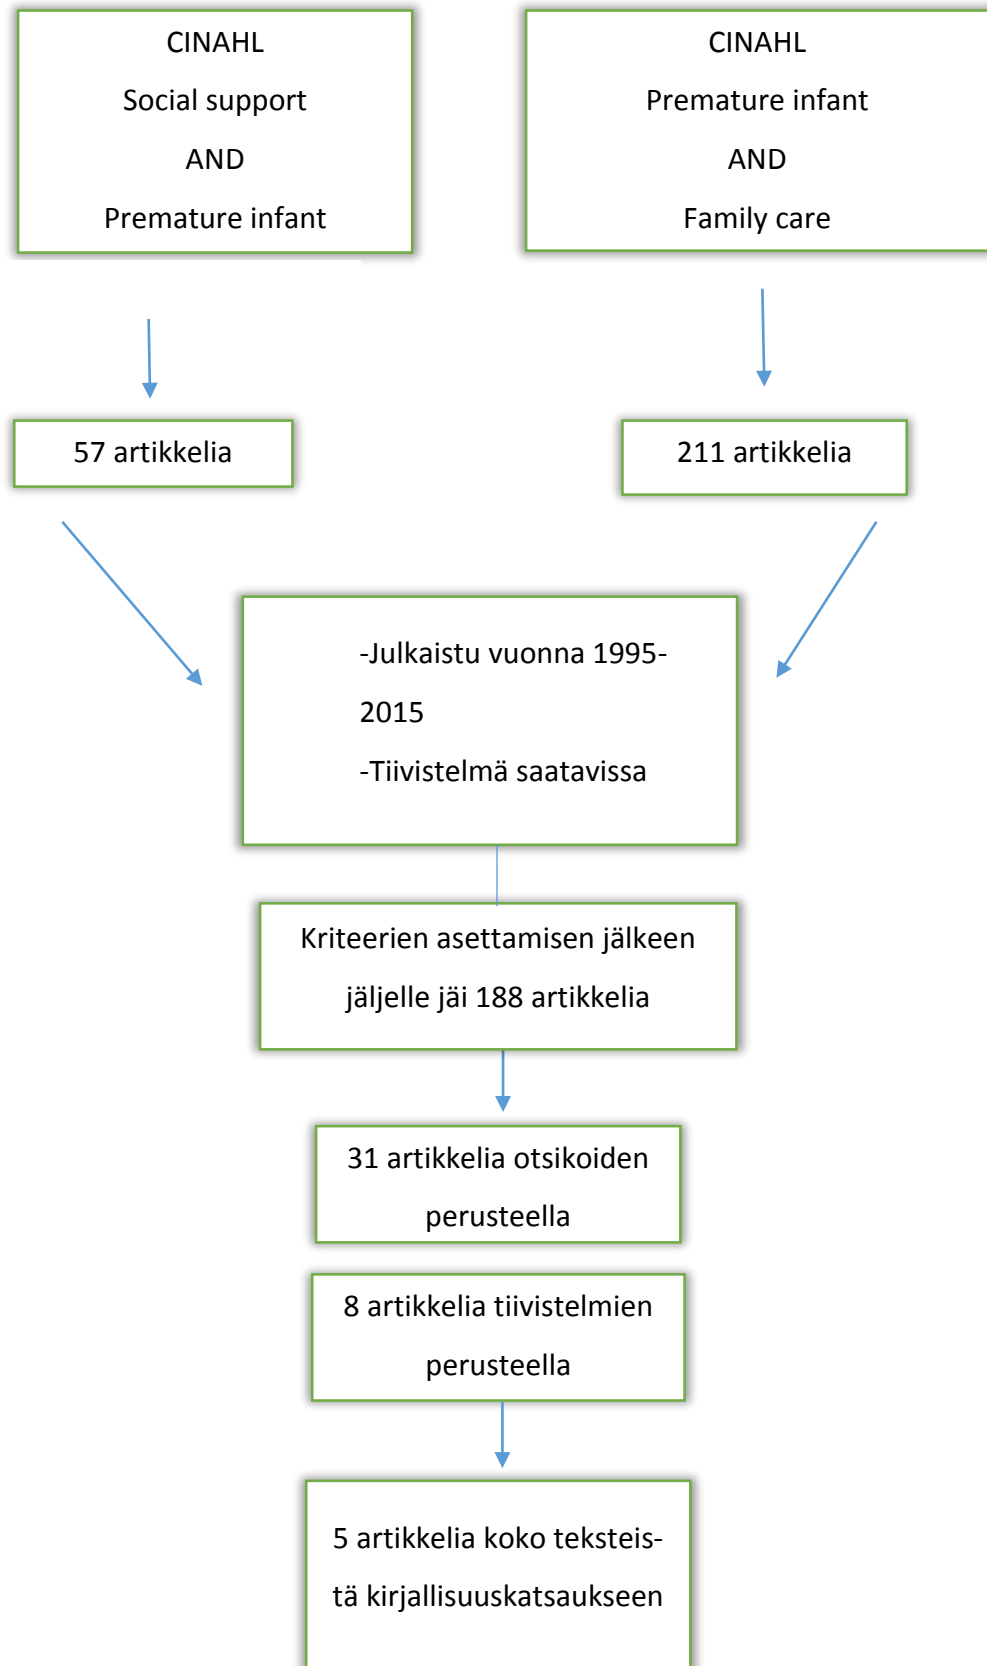 CINAHL
Social support
AND
Premature infant
CINAHL
Premature infant
AND
Family care
57 artikkelia
211 artikkelia
-Julkaistu vuonna 1995-
2015
-Tiivistelmä saatavissa
Kriteerien asettamisen jälkeen
jäljelle jäi 188 artikkelia
31 artikkelia otsikoiden
perusteella
8 artikkelia tiivistelmien
perusteella
5 artikkelia koko teksteis-
tä kirjallisuuskatsaukseen